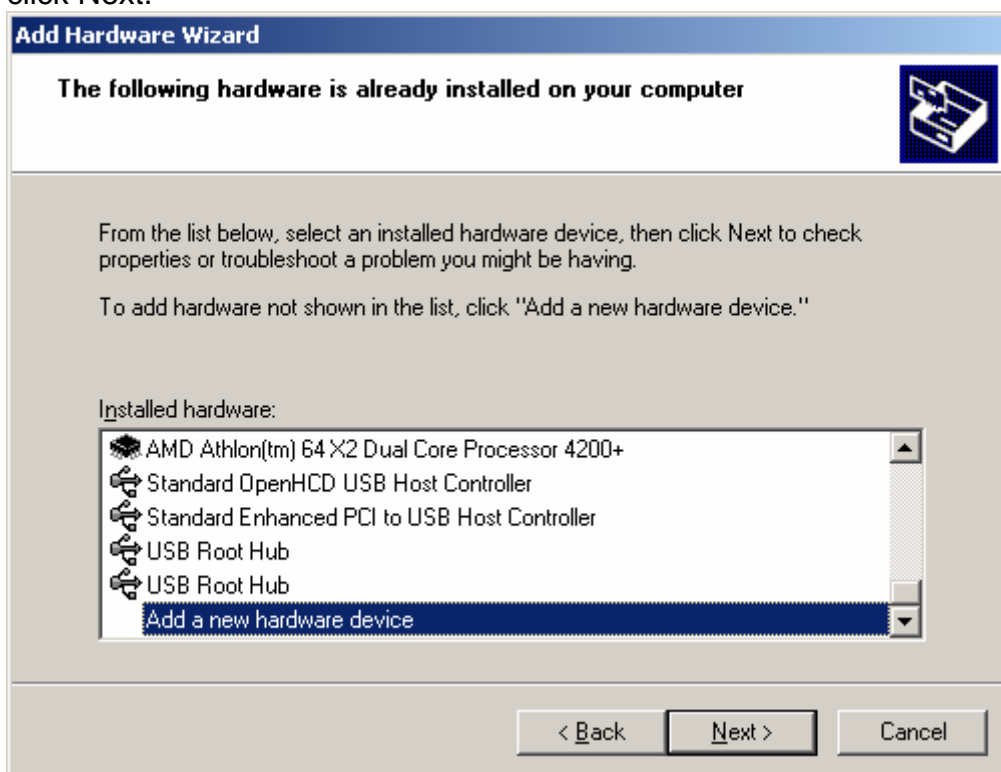 click Next.
Add Hardware Wizard
The following hardware is already installed on your computer
From the list below, select an installed hardware device, then click Next to check
properties or troubleshoot a problem you might be having.
To add hardware not shown in the list, click "Add a new hardware device."
Installed hardware:
AMD Athlon(tm) 64 X2 Dual Core Processor 4200+
Standard OpenHCD USB Host Controller
Standard Enhanced PCI to USB Host Controller
USB Root Hub
USB Root Hub
Add a new hardware device
< Back Next > Cancel